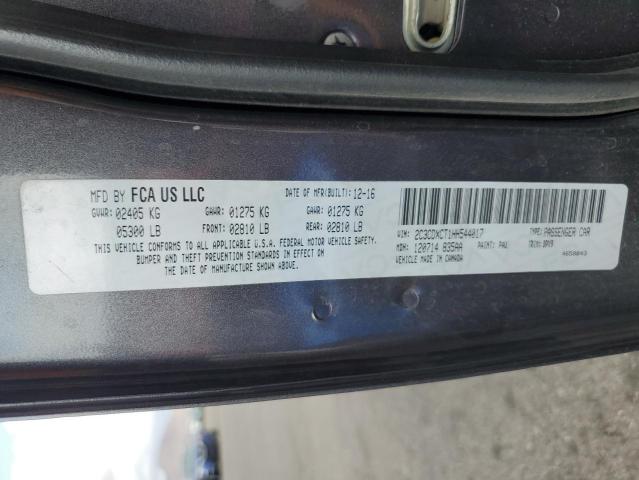 MFD BY FCA US LLC DATE OF MFR(BUILT): 12-16
GVWR: 02405 KG GAWR: 01275 KG GAWR: 01275 KG
05300 LB FRONT: 02810 LB REAR: 02810 LB
THIS VEHICLE CONFORMS TO ALL APPLICABLE U.S.A. FEDERAL MOTOR VEHICLE SAFETY,
BUMPER AND THEFT PREVENTION STANDARDS IN EFFECT ON
THE DATE OF MANUFACTURE SHOWN ABOVE.
VIN: 2C3CDXCT1HH544017 TYPE: PASSENGER CAR
MDH: 120714 835AA PAINT: PAU TRIM:
VEHICLE MADE IN CANADA 4658043